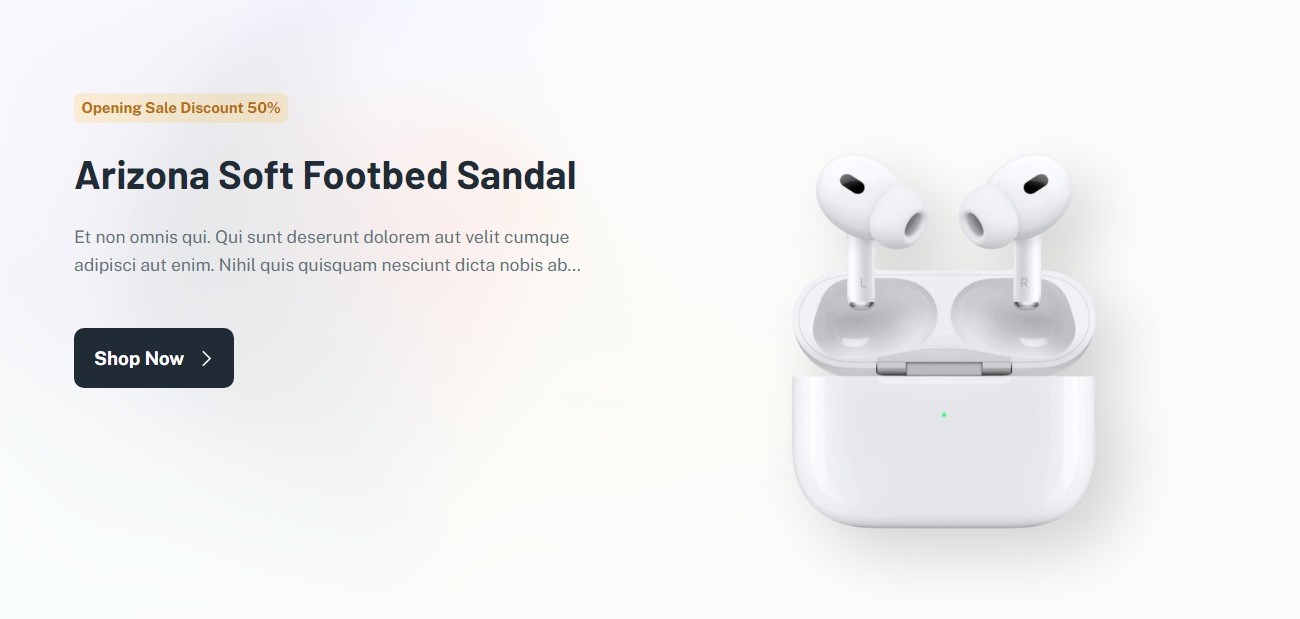 Opening Sale Discount 50%
Arizona Soft Footbed Sandal
Et non omnis qui. Qui sunt deserunt dolorem aut velit cumque
adipisci aut enim. Nihil quis quisquam nesciunt dicta nobis ab...
Shop Now
L R